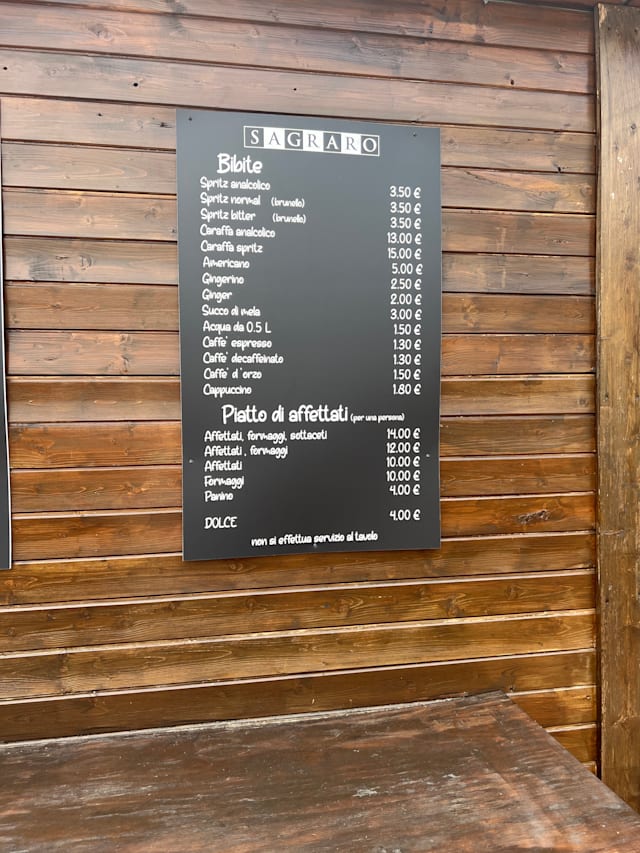 SAGRARO
Bibite
Spritz analcolico 3.50 €
Spritz normal (brunello) 3.50 €
Spritz bitter (brunello) 3.50 €
Caraffa analcolico 13.00 €
Caraffa spritz 15.00 €
Americano 5.00 €
Gingerino 2.50 €
Ginger 2.00 €
Succo di mela 3.00 €
Acqua da 0.5 L 1.50 €
Caffe' espresso 1.30 €
Caffe' decaffeinato 1.30 €
Caffe' d'orzo 1.50 €
Cappuccino 1.80 €
Piatto di affettati (per una persona)
Affettati, formaggi, sottaceti 14.00 €
Affettati, formaggi 12.00 €
Affettati 10.00 €
Formaggi 10.00 €
Panino 4.00 €
DOLCE 4.00 €
non si effettua servizio al tavolo